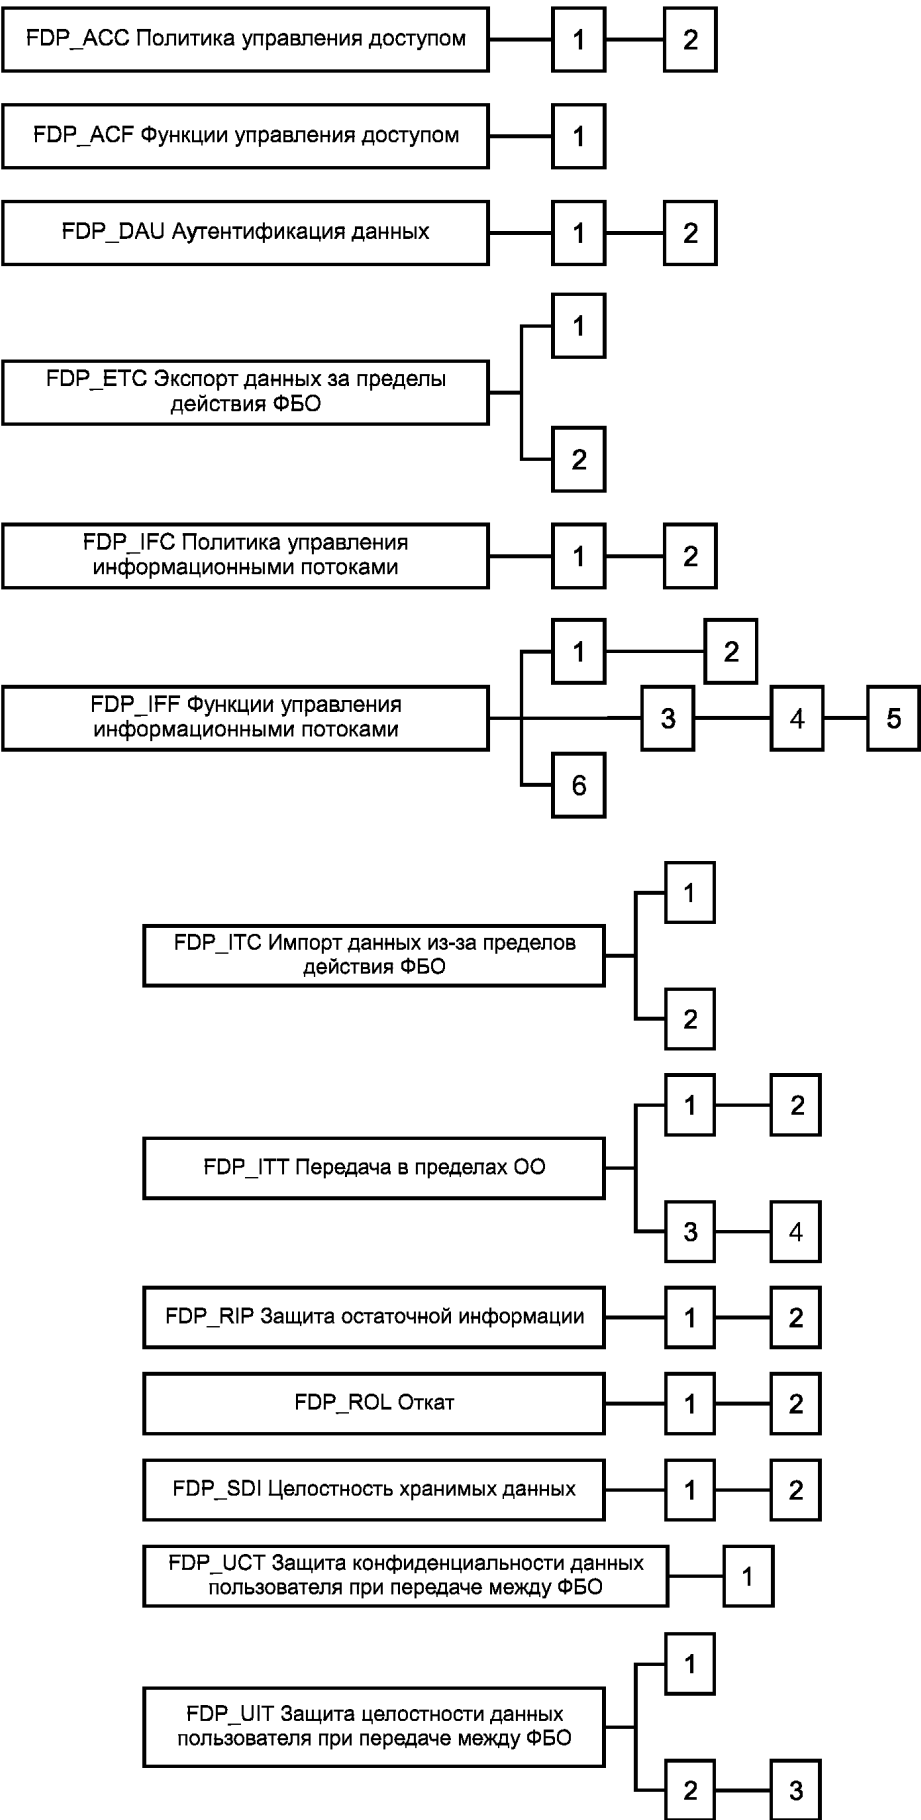 FDP_ACC Политика управления доступом 1 2
FDP_ACF Функции управления доступом 1
FDP_DAU Аутентификация данных 1 2
1
FDP_ETC Экспорт данных за пределы
действия ФБО
2
FDP_IFC Политика управления
информационными потоками
1 2
1 2
FDP_IFF Функции управления
информационными потоками
3 4 5
6
1
FDP_ITC Импорт данных из-за пределов
действия ФБО
2
1 2
FDP_ITT Передача в пределах ОО
3 4
FDP_RIP Защита остаточной информации 1 2
FDP_ROL Откат 1 2
FDP_SDI Целостность хранимых данных 1 2
FDP_UCT Защита конфиденциальности данных
пользователя при передаче между ФБО
1
1
FDP_UIT Защита целостности данных
пользователя при передаче между ФБО
2 3